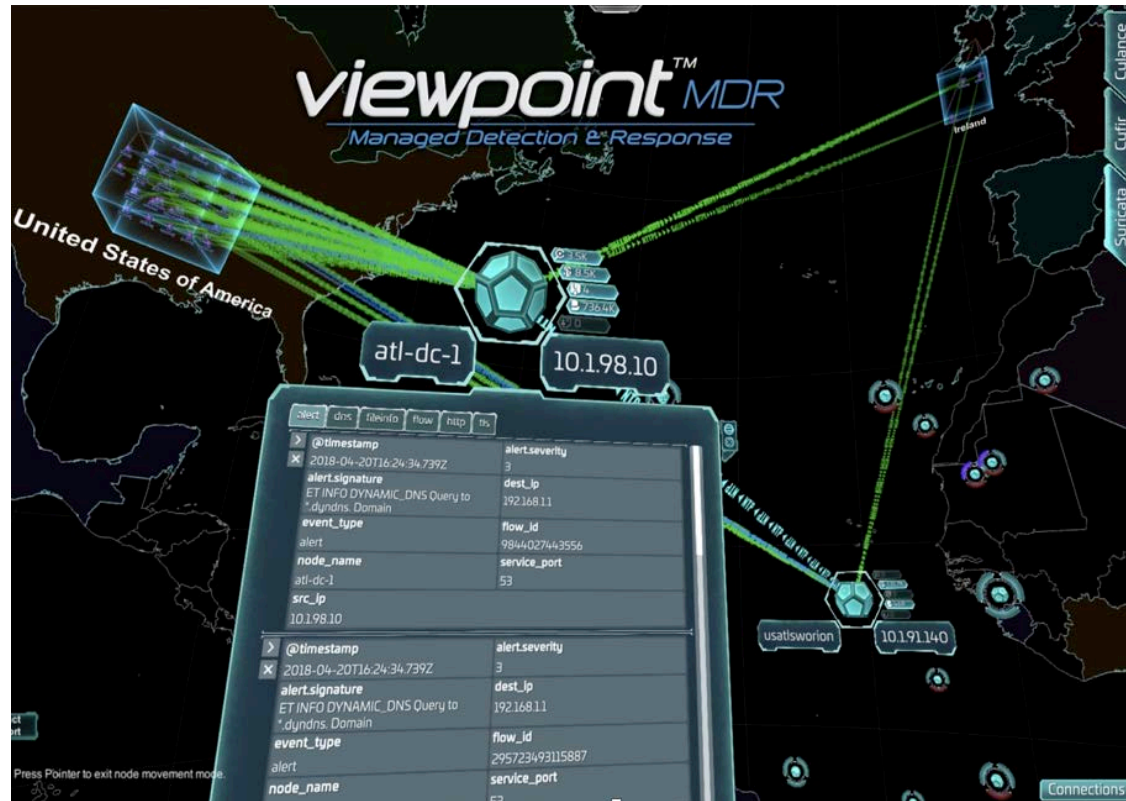 viewpoint™ MDR
Managed Detection & Response
Culance
Cufir
Suricata
Ireland
United States of America
3.5K
8.5K
4
736.4K
0
atl-dc-1
10.1.98.10
alert dns fileinfo flow http tls
@timestamp alert.severity
2018-04-20T16:24:34.739Z 3
alert.signature dest_ip
ET INFO DYNAMIC_DNS Query to 192.168.1.1
*.dyndns. Domain
event_type flow_id
alert 9844027443556
node_name service_port
atl-dc-1 53
src_ip
10.1.98.10
@timestamp alert.severity
2018-04-20T16:24:34.739Z 3
alert.signature dest_ip
ET INFO DYNAMIC_DNS Query to 192.168.1.1
*.dyndns. Domain
event_type flow_id
alert 295723493115887
node_name service_port
53
usatlsworion
10.1.91.140
Press Pointer to exit node movement mode.
Connections